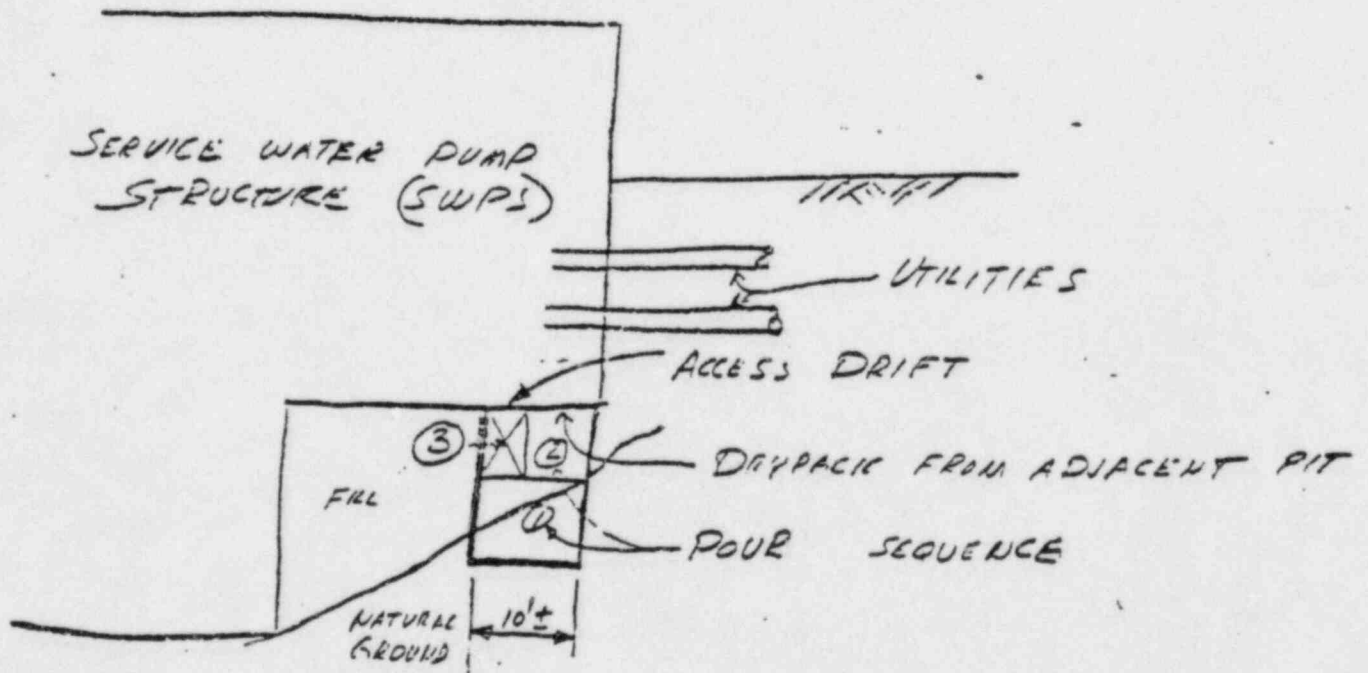 SERVICE WATER PUMP
STRUCTURE (SWPS)
UTILITIES
ACCESS DRIFT
③
②
DRYPACK FROM ADJACENT PIT
FILL
①
POUR SEQUENCE
NATURAL
GROUND
10'±